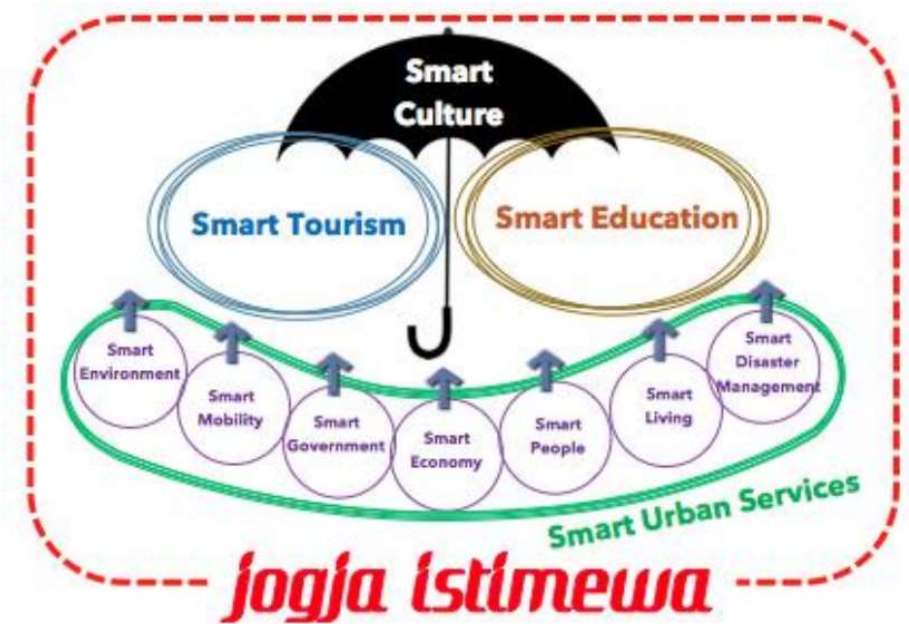 Smart
Culture
Smart Tourism
Smart Education
Smart
Environment
Smart
Mobility
Smart
Government
Smart
Economy
Smart
People
Smart
Living
Smart
Disaster
Management
Smart Urban Services
jogja istimewa